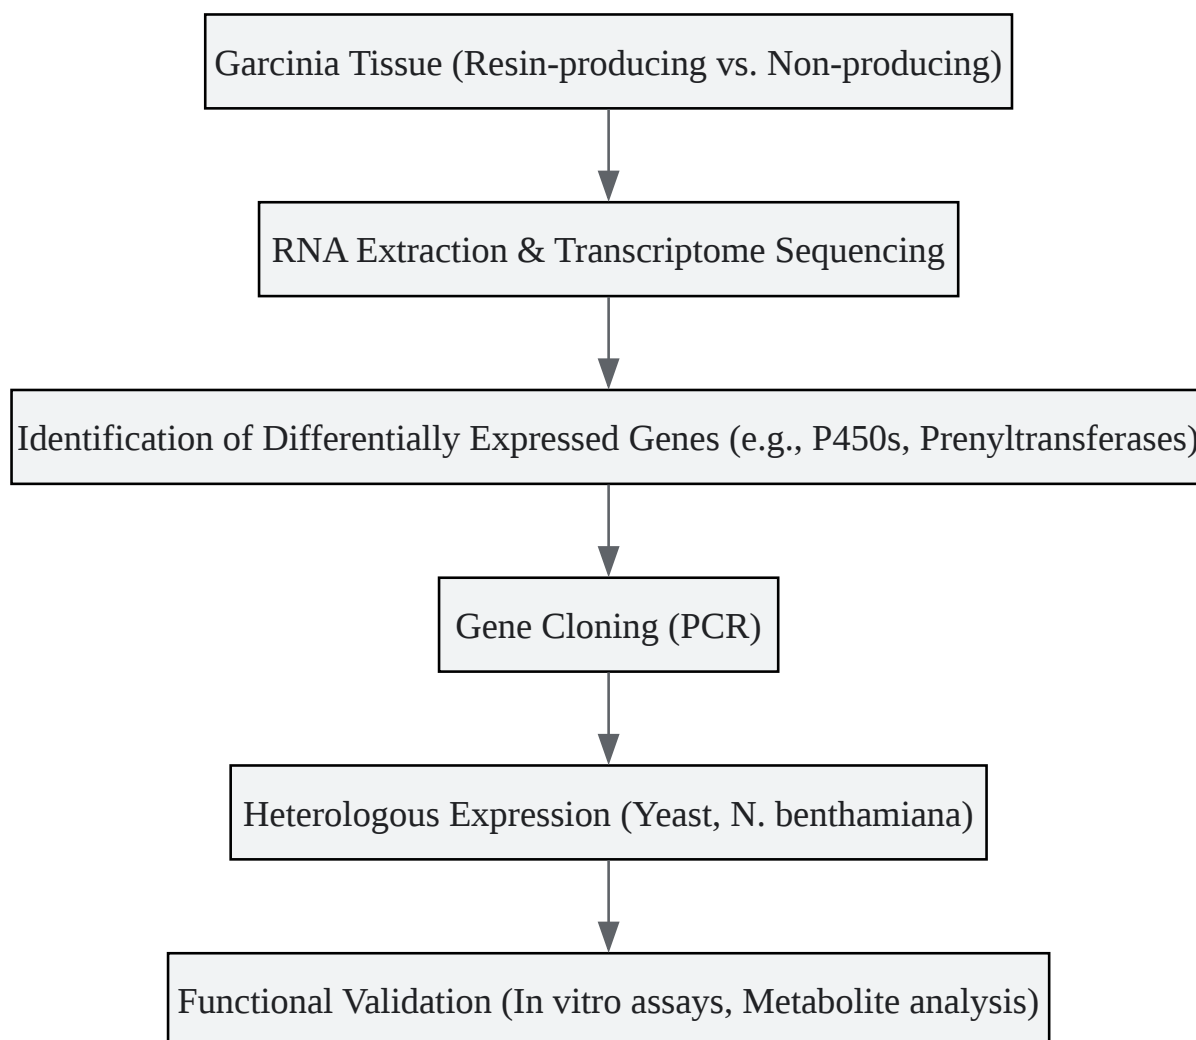 Garcinia Tissue (Resin-producing vs. Non-producing)
RNA Extraction & Transcriptome Sequencing
Identification of Differentially Expressed Genes (e.g., P450s, Prenyltransferases)
Gene Cloning (PCR)
Heterologous Expression (Yeast, N. benthamiana)
Functional Validation (In vitro assays, Metabolite analysis)